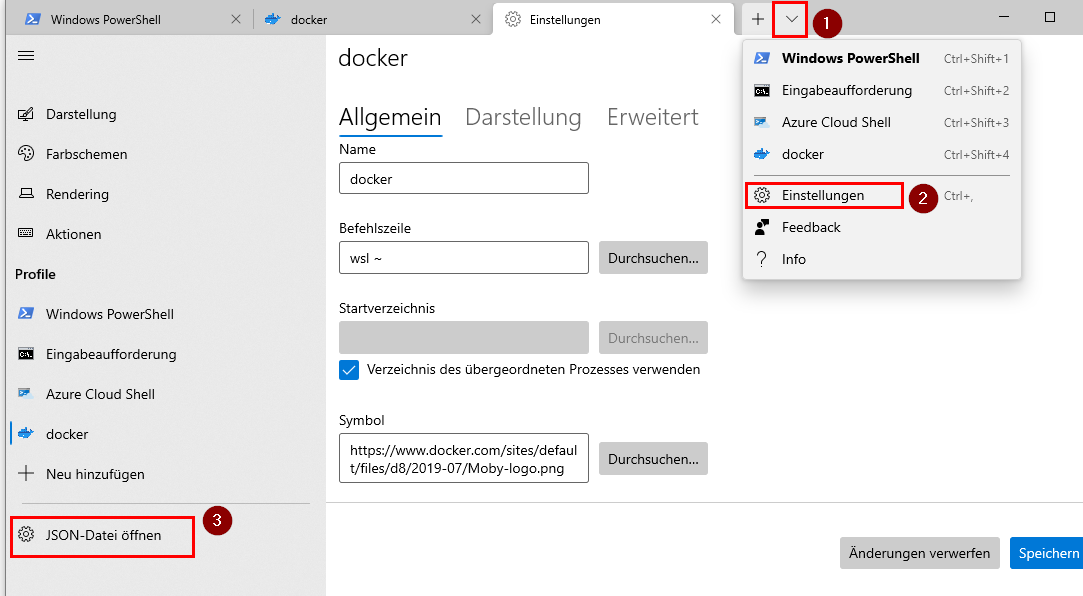 Windows PowerShell
docker
Einstellungen
1
Windows PowerShell Ctrl+Shift+1
Eingabeaufforderung Ctrl+Shift+2
Azure Cloud Shell Ctrl+Shift+3
docker Ctrl+Shift+4
Einstellungen 2 Ctrl+,
Feedback
Info
Darstellung
Farbschemen
Rendering
Aktionen
Profile
Windows PowerShell
Eingabeaufforderung
Azure Cloud Shell
docker
Neu hinzufügen
JSON-Datei öffnen
3
docker
Allgemein Darstellung Erweitert
Name
docker
Befehlszeile
wsl ~
Durchsuchen...
Startverzeichnis
Durchsuchen...
Verzeichnis des übergeordneten Prozesses verwenden
Symbol
https://www.docker.com/sites/defaul
t/files/d8/2019-07/Moby-logo.png
Durchsuchen...
Änderungen verwerfen
Speichern